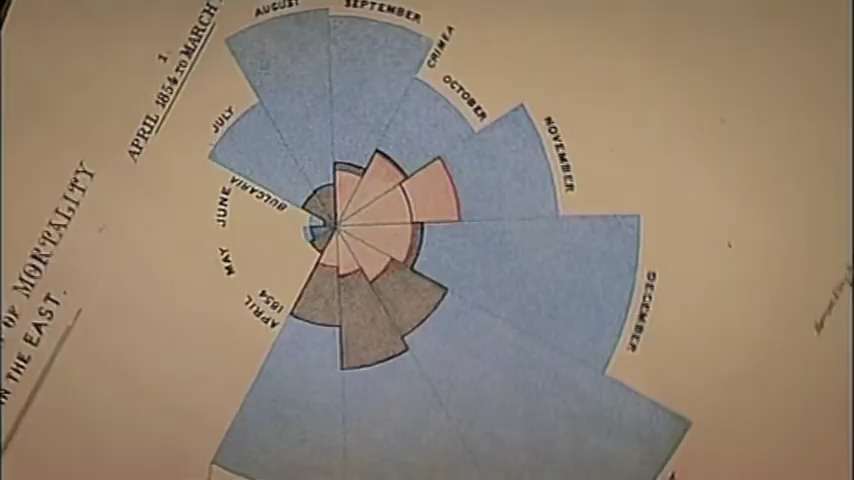 1.
APRIL 1854 TO MARCH
OF MORTALITY
IN THE EAST.
AUGUST
SEPTEMBER
CRIMEA
OCTOBER
NOVEMBER
DECEMBER
JULY
BULGARIA
JUNE
MAY
APRIL
1854